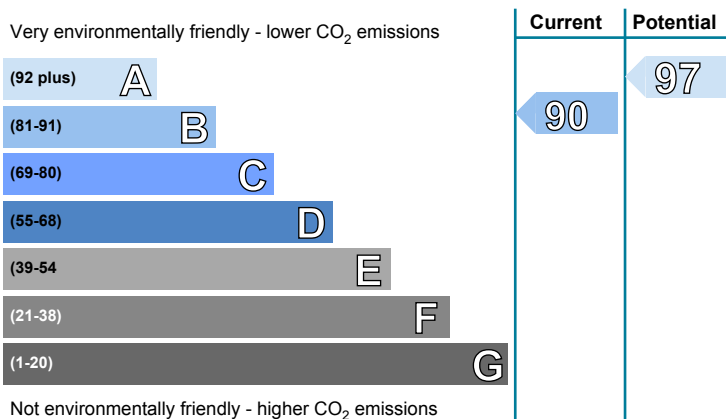 Current Potential
Very environmentally friendly - lower CO2 emissions
(92 plus) A 97
(81-91) B 90
(69-80) C
(55-68) D
(39-54 E
(21-38) F
(1-20) G
Not environmentally friendly - higher CO2 emissions